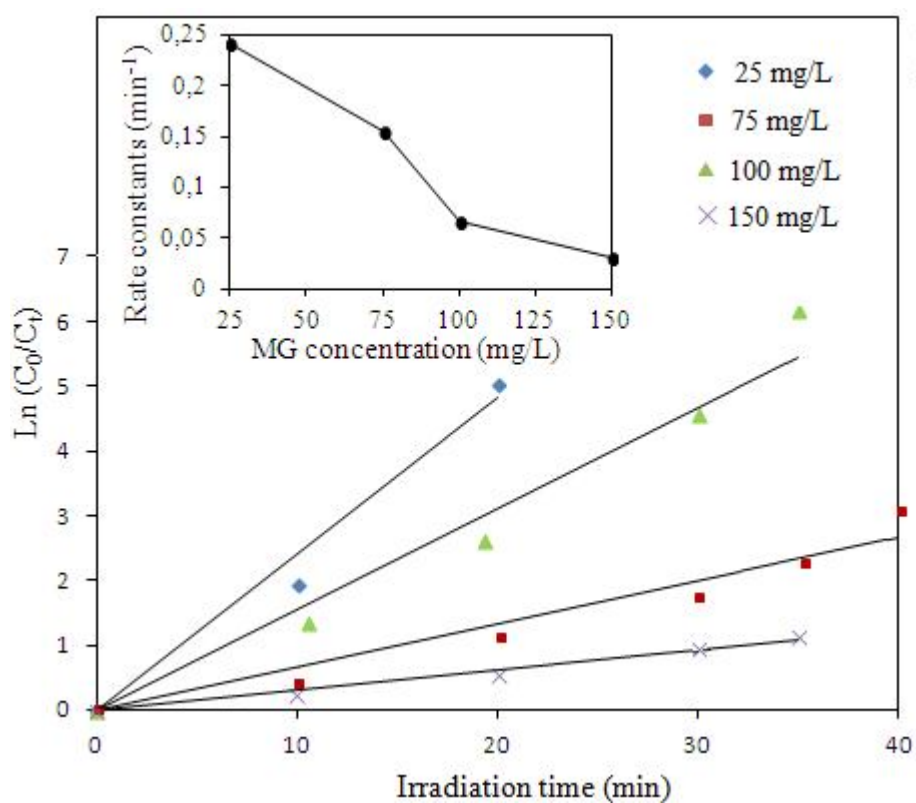 0,25
0,2
0,15
0,1
0,05
0
Rate constants (min⁻¹)
25 50 75 100 125 150
MG concentration (mg/L)
25 mg/L
75 mg/L
100 mg/L
150 mg/L
7
6
5
4
3
2
1
0
Ln (C₀/Cₜ)
0 10 20 30 40
Irradiation time (min)